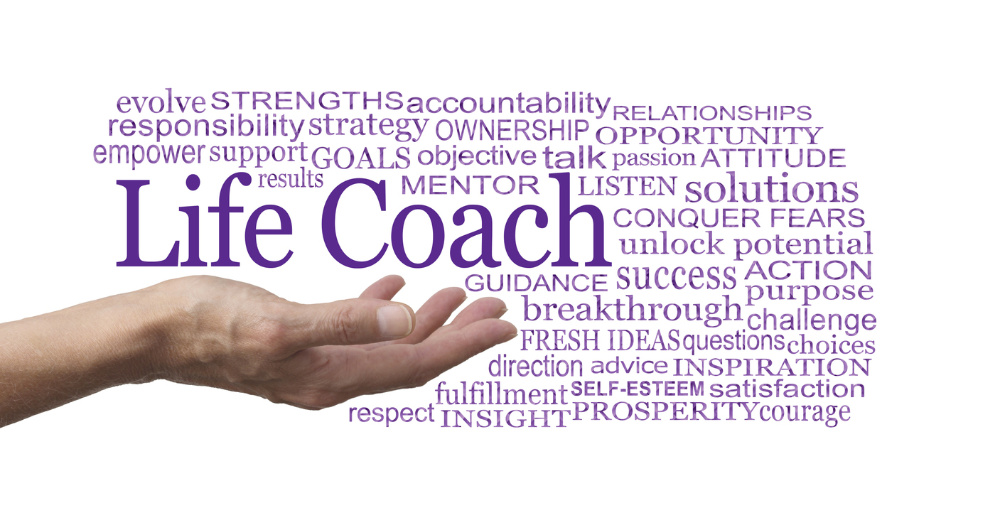 evolve STRENGTHS accountability RELATIONSHIPS
responsibility strategy OWNERSHIP OPPORTUNITY
empower support GOALS objective talk passion ATTITUDE
results MENTOR LISTEN solutions
Life Coach CONQUER FEARS
unlock potential
GUIDANCE success ACTION
purpose
breakthrough challenge
FRESH IDEAS questions choices
direction advice INSPIRATION
fulfillment SELF-ESTEEM satisfaction
respect INSIGHT PROSPERITY courage